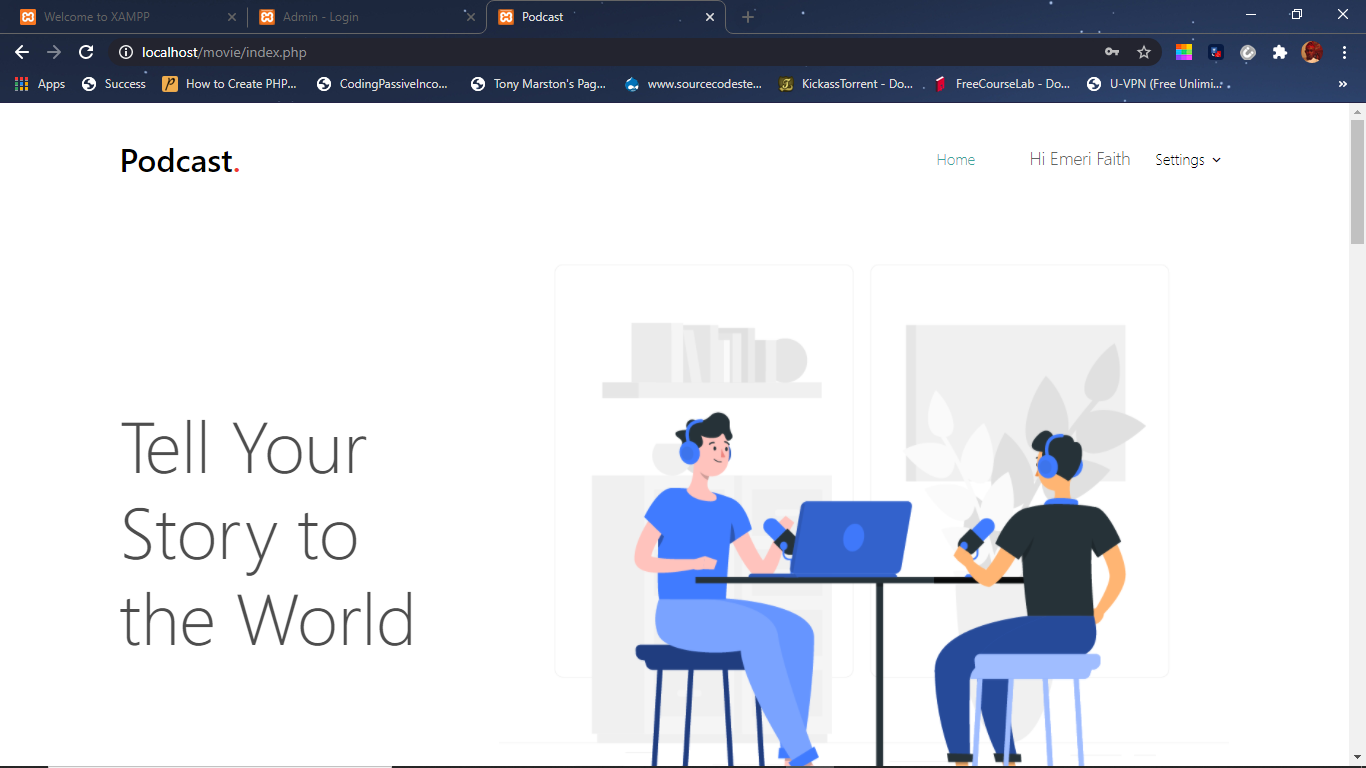 Welcome to XAMPP
Admin - Login
Podcast
localhost/movie/index.php
Apps
Success
How to Create PHP...
CodingPassiveInco...
Tony Marston's Pag...
www.sourcecodeste...
KickassTorrent - Do...
FreeCourseLab - Do...
U-VPN (Free Unlimi...
Podcast.
Home
Hi Emeri Faith
Settings
Tell Your
Story to
the World